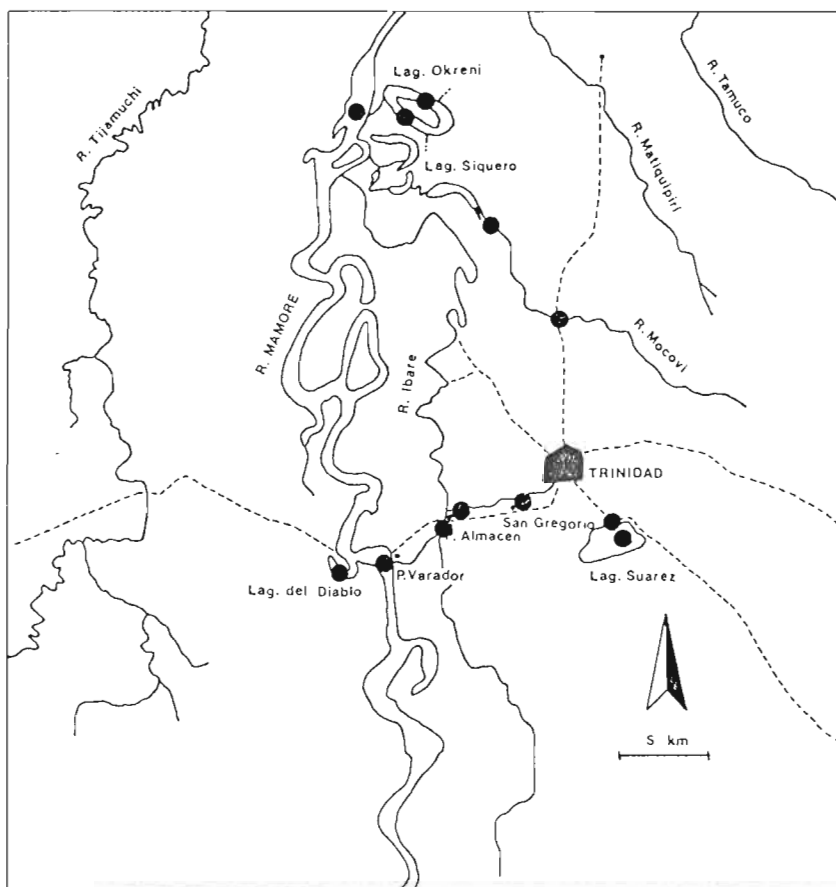 Lag. Okreni
R. Tijamuchi
R. Tamuco
R. Matiquipiri
Lag. Siquero
R. MAMORE
R. Ibare
R. Mocovi
TRINIDAD
San Gregorio
. Almacen
P. Varador
Lag. del Diablo
Lag. Suarez
S km